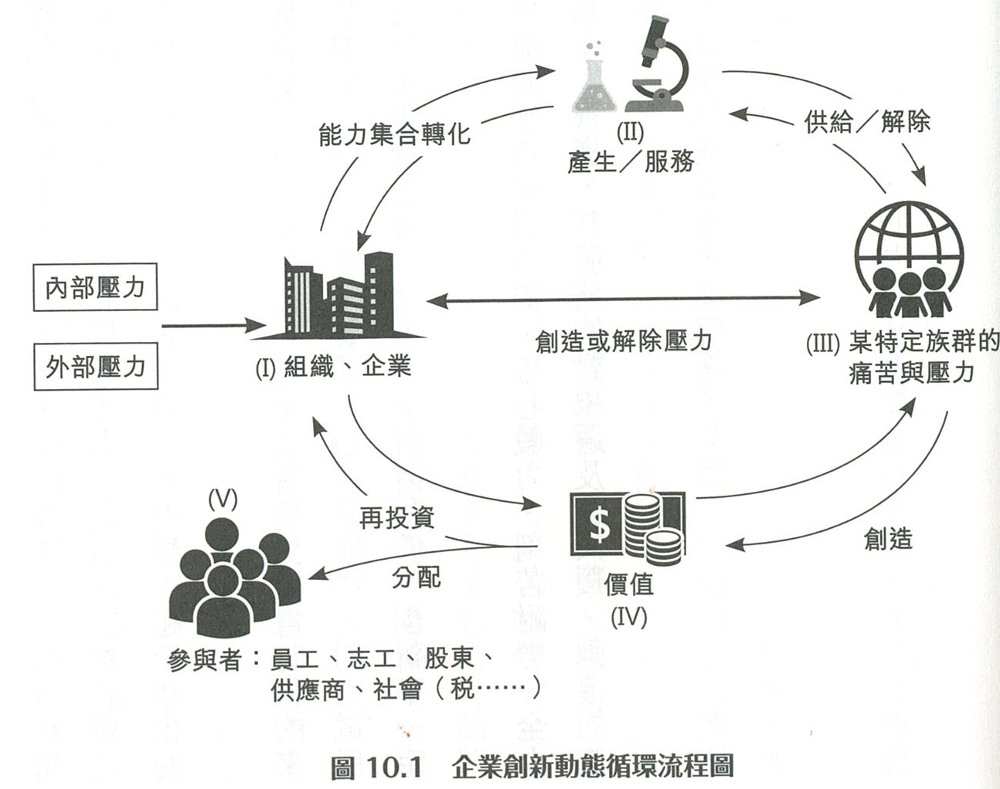 (II)
產生／服務
能力集合轉化
供給／解除
內部壓力
外部壓力
(I) 組織、企業
創造或解除壓力
(III) 某特定族群的
痛苦與壓力
(V)
再投資
分配
$
價值
(IV)
創造
參與者：員工、志工、股東、
供應商、社會（稅……）
圖 10.1 企業創新動態循環流程圖